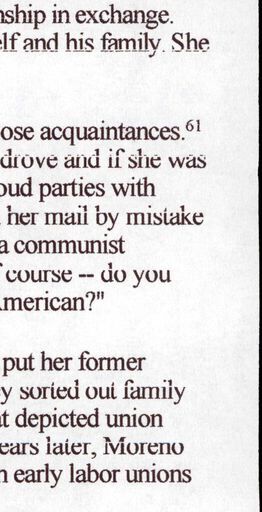 nship in exchange.
elf and his family. She
ose acquaintances.61
drove and if she was
oud parties with
her mail by mistake
a communist
f course -- do you
American?"
put her former
y sorted out family
t depicted union
ears later, Moreno
n early labor unions